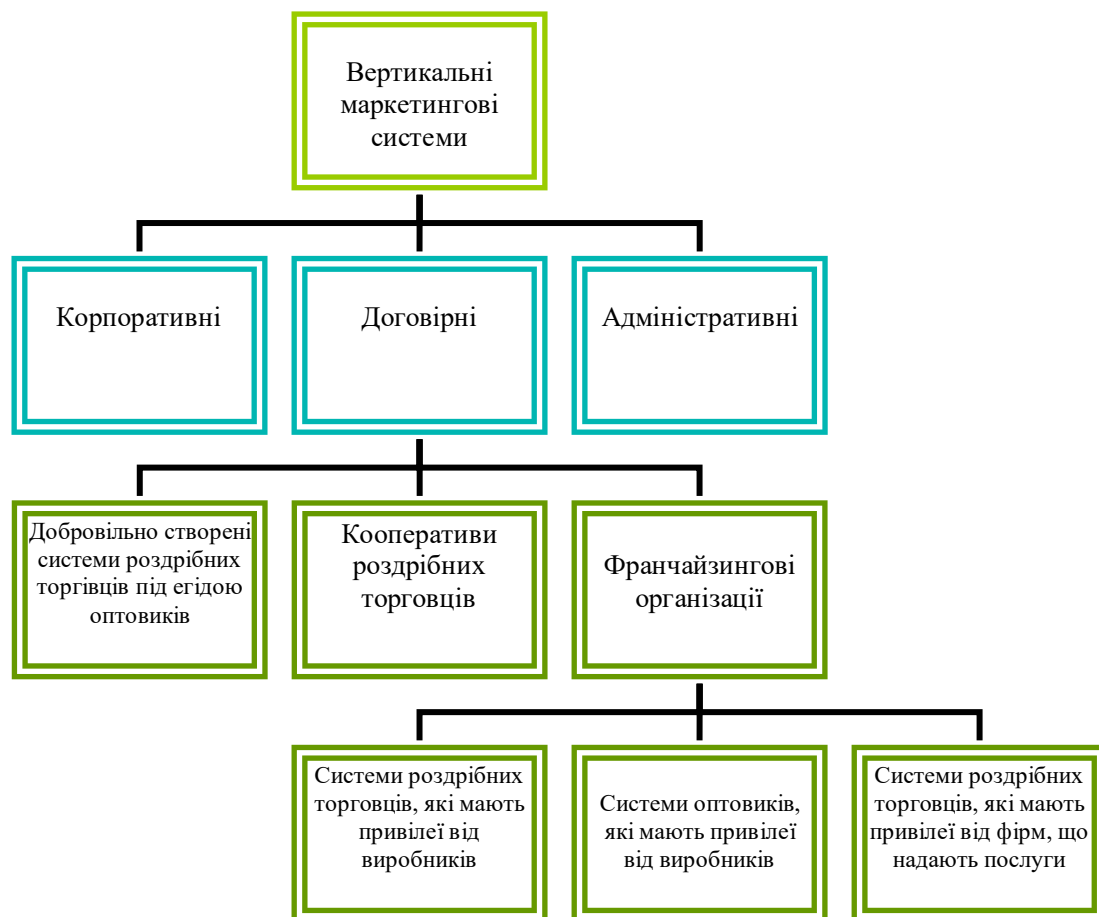 Вертикальні
маркетингові
системи
Корпоративні
Договірні
Адміністративні
Добровільно створені
системи роздрібних
торгівців під егідою
оптовиків
Кооперативи
роздрібних
торговців
Франчайзингові
організації
Системи роздрібних
торговців, які мають
привілеї від
виробників
Системи оптовиків,
які мають привілеї
від виробників
Системи роздрібних
торговців, які мають
привілеї від фірм, що
надають послуги